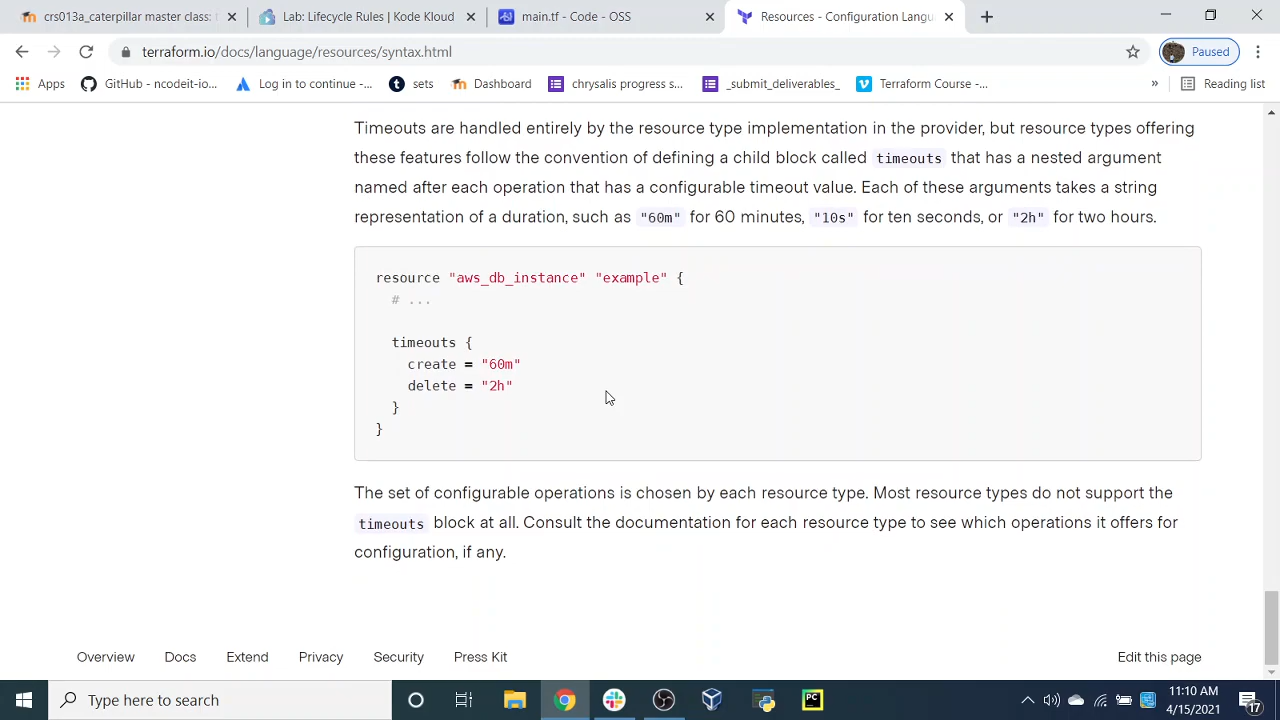 crs013a_caterpillar master class: t
Lab: Lifecycle Rules | Kode Kloud
main.tf - Code - OSS
Resources - Configuration Langu
terraform.io/docs/language/resources/syntax.html
Paused
Apps
GitHub - ncodeit-io...
Log in to continue -...
sets
Dashboard
chrysalis progress s...
_submit_deliverables_
Terraform Course -...
»
Reading list
Timeouts are handled entirely by the resource type implementation in the provider, but resource types offering
these features follow the convention of defining a child block called timeouts that has a nested argument
named after each operation that has a configurable timeout value. Each of these arguments takes a string
representation of a duration, such as "60m" for 60 minutes, "10s" for ten seconds, or "2h" for two hours.
resource "aws_db_instance" "example" {
# ...
timeouts {
create = "60m"
delete = "2h"
}
}
The set of configurable operations is chosen by each resource type. Most resource types do not support the
timeouts block at all. Consult the documentation for each resource type to see which operations it offers for
configuration, if any.
Overview Docs Extend Privacy Security Press Kit
Edit this page
Type here to search
PC
11:10 AM
4/15/2021
17